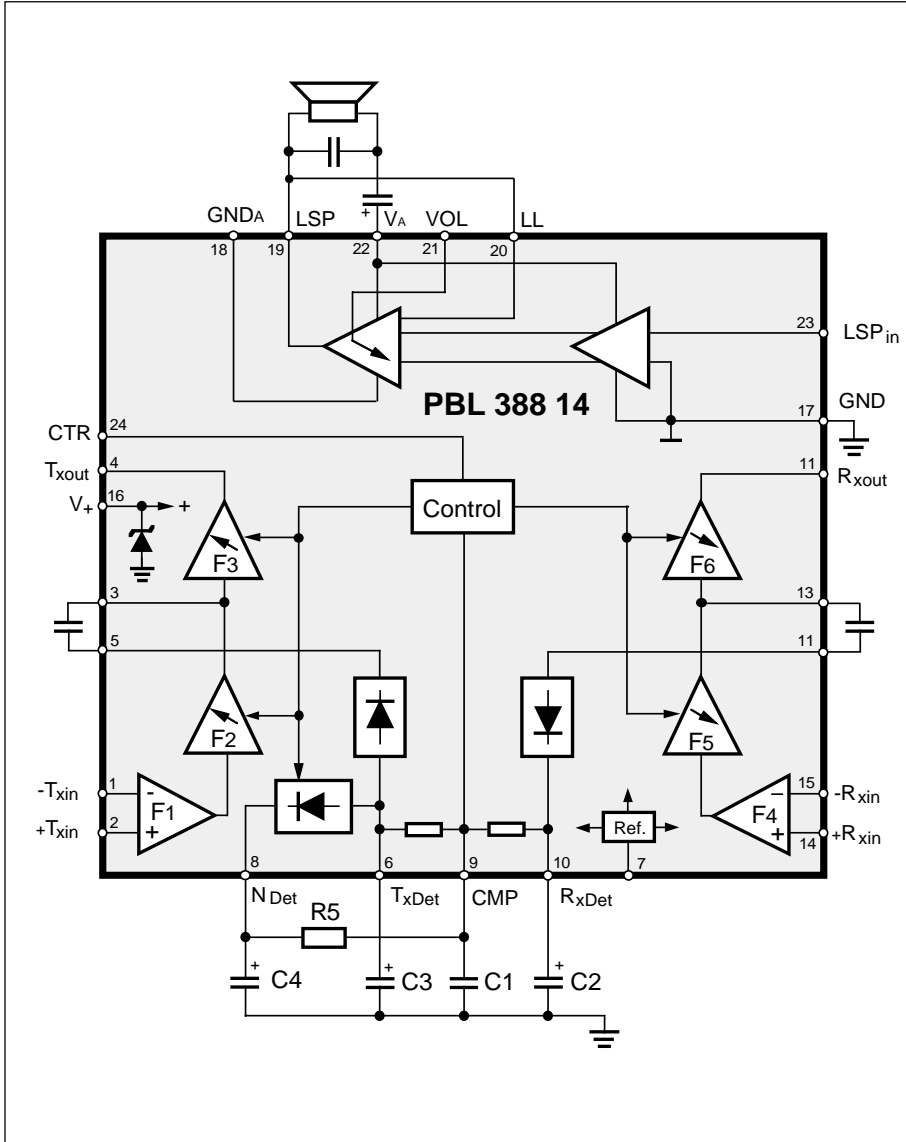 GNDA LSP VA VOL LL
+
18 19 22 21 20
23
LSPin
PBL 388 14
GND
17
24
CTR
Txout 4
11
Rxout
16
V+ +
Control
F3 F6
3 13
5 11
F2 F5
-Txin 1 - F1
+Txin 2 +
15 -Rxin
– F4
+ 14 +Rxin
Ref.
8 6 9 10 7
NDet TxDet CMP RxDet
R5
+ C4 + C3 C1 + C2